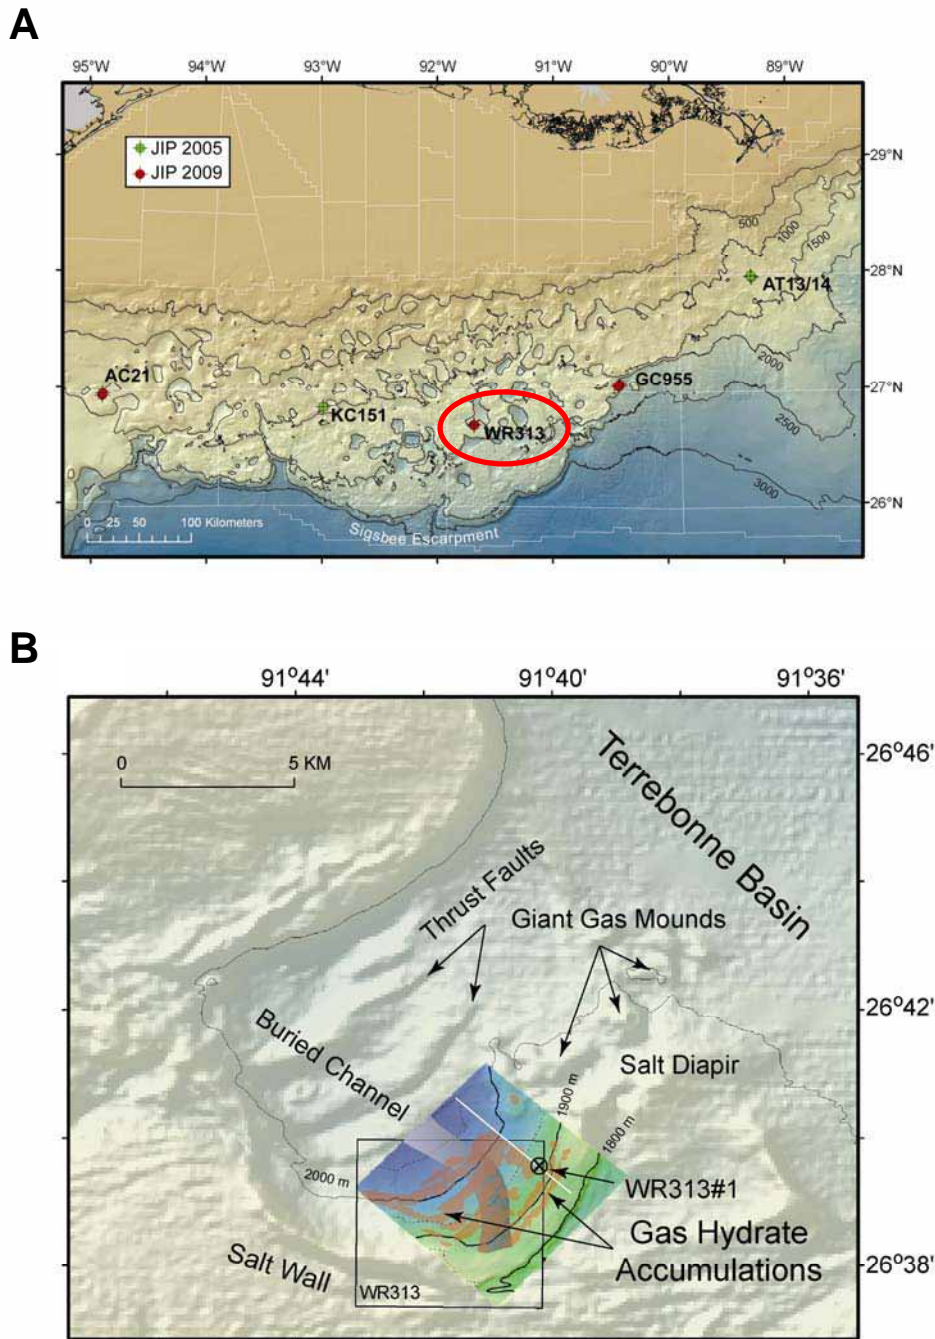 A
95°W 94°W 93°W 92°W 91°W 90°W 89°W
JIP 2005
JIP 2009
29°N
500
1000
1500
28°N
AT13/14
2000
AC21
GC955
27°N
KC151
WR313
2500
3000
26°N
0 25 50 100 Kilometers
Sigsbee Escarpment
B
91°44' 91°40' 91°36'
26°46'
0 5 KM
Terrebonne Basin
Thrust Faults
Giant Gas Mounds
26°42'
Buried Channel
Salt Diapir
1900 m
1800 m
2000 m
WR313#1
Gas Hydrate
Accumulations
26°38'
Salt Wall
WR313